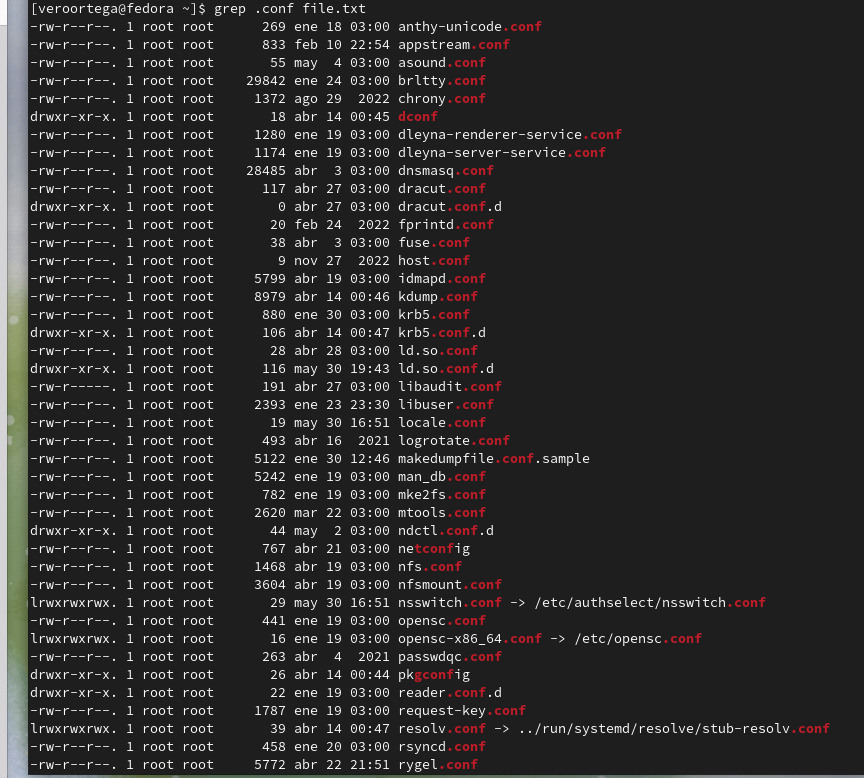 [veroortega@fedora ~]$ grep .conf file.txt
-rw-r--r--. 1 root root      269 ene 18 03:00 anthy-unicode.conf
-rw-r--r--. 1 root root      833 feb 10 22:54 appstream.conf
-rw-r--r--. 1 root root       55 may  4 03:00 asound.conf
-rw-r--r--. 1 root root    29842 ene 24 03:00 brltty.conf
-rw-r--r--. 1 root root     1372 ago 29  2022 chrony.conf
drwxr-xr-x. 1 root root       18 abr 14 00:45 dconf
-rw-r--r--. 1 root root     1280 ene 19 03:00 dleyna-renderer-service.conf
-rw-r--r--. 1 root root     1174 ene 19 03:00 dleyna-server-service.conf
-rw-r--r--. 1 root root    28485 abr  3 03:00 dnsmasq.conf
-rw-r--r--. 1 root root      117 abr 27 03:00 dracut.conf
drwxr-xr-x. 1 root root        0 abr 27 03:00 dracut.conf.d
-rw-r--r--. 1 root root       20 feb 24  2022 fprintd.conf
-rw-r--r--. 1 root root       38 abr  3 03:00 fuse.conf
-rw-r--r--. 1 root root        9 nov 27  2022 host.conf
-rw-r--r--. 1 root root     5799 abr 19 03:00 idmapd.conf
-rw-r--r--. 1 root root     8979 abr 14 00:46 kdump.conf
-rw-r--r--. 1 root root      880 ene 30 03:00 krb5.conf
drwxr-xr-x. 1 root root      106 abr 14 00:47 krb5.conf.d
-rw-r--r--. 1 root root       28 abr 28 03:00 ld.so.conf
drwxr-xr-x. 1 root root      116 may 30 19:43 ld.so.conf.d
-rw-r-----. 1 root root      191 abr 27 03:00 libaudit.conf
-rw-r--r--. 1 root root     2393 ene 23 23:30 libuser.conf
-rw-r--r--. 1 root root       19 may 30 16:51 locale.conf
-rw-r--r--. 1 root root      493 abr 16  2021 logrotate.conf
-rw-r--r--. 1 root root     5122 ene 30 12:46 makedumpfile.conf.sample
-rw-r--r--. 1 root root     5242 ene 19 03:00 man_db.conf
-rw-r--r--. 1 root root      782 ene 19 03:00 mke2fs.conf
-rw-r--r--. 1 root root     2620 mar 22 03:00 mtools.conf
drwxr-xr-x. 1 root root       44 may  2 03:00 ndctl.conf.d
-rw-r--r--. 1 root root      767 abr 21 03:00 netconfig
-rw-r--r--. 1 root root     1468 abr 19 03:00 nfs.conf
-rw-r--r--. 1 root root     3604 abr 19 03:00 nfsmount.conf
lrwxrwxrwx. 1 root root       29 may 30 16:51 nsswitch.conf -> /etc/authselect/nsswitch.conf
-rw-r--r--. 1 root root      441 ene 19 03:00 opensc.conf
lrwxrwxrwx. 1 root root       16 ene 19 03:00 opensc-x86_64.conf -> /etc/opensc.conf
-rw-r--r--. 1 root root      263 abr  4  2021 passwdqc.conf
drwxr-xr-x. 1 root root       26 abr 14 00:44 pkgconfig
drwxr-xr-x. 1 root root       22 ene 19 03:00 reader.conf.d
-rw-r--r--. 1 root root     1787 ene 19 03:00 request-key.conf
lrwxrwxrwx. 1 root root       39 abr 14 00:47 resolv.conf -> ../run/systemd/resolve/stub-resolv.conf
-rw-r--r--. 1 root root      458 ene 20 03:00 rsyncd.conf
-rw-r--r--. 1 root root     5772 abr 22 21:51 rygel.conf